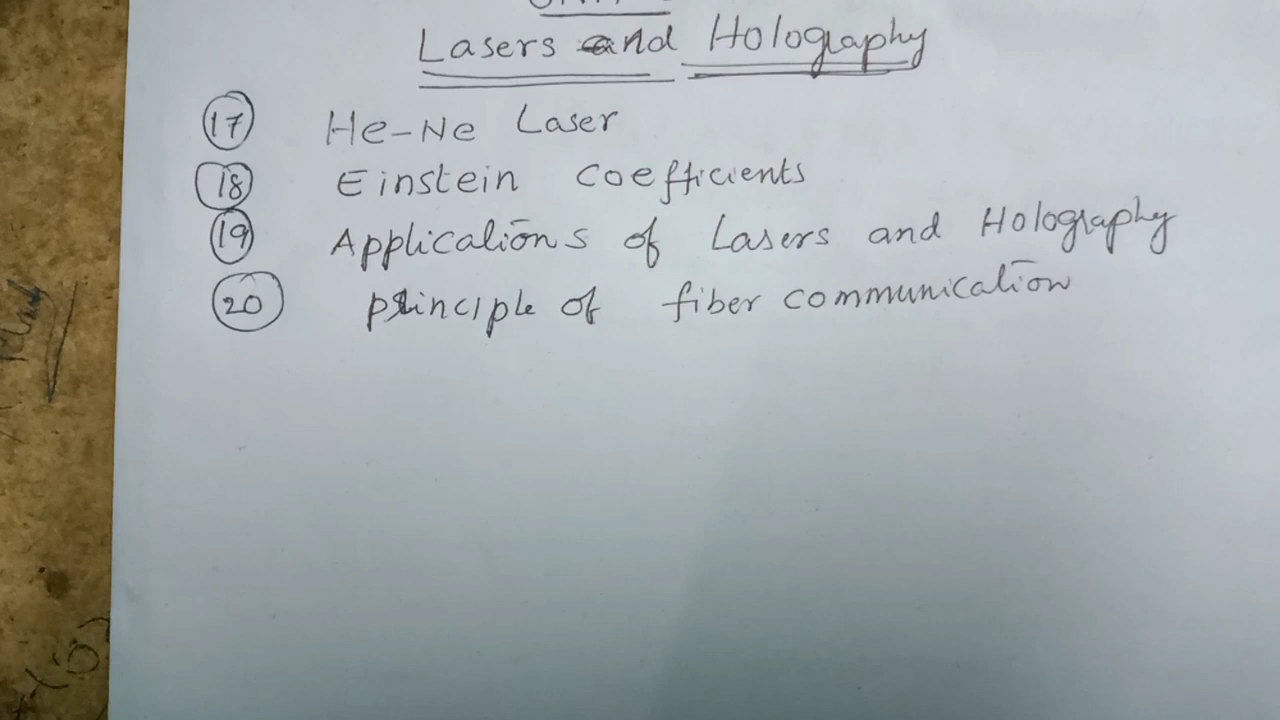 Lasers and Holography
17 He-Ne Laser
18 Einstein coefficients
19 Applications of Lasers and Holography
20 principle of fiber communication